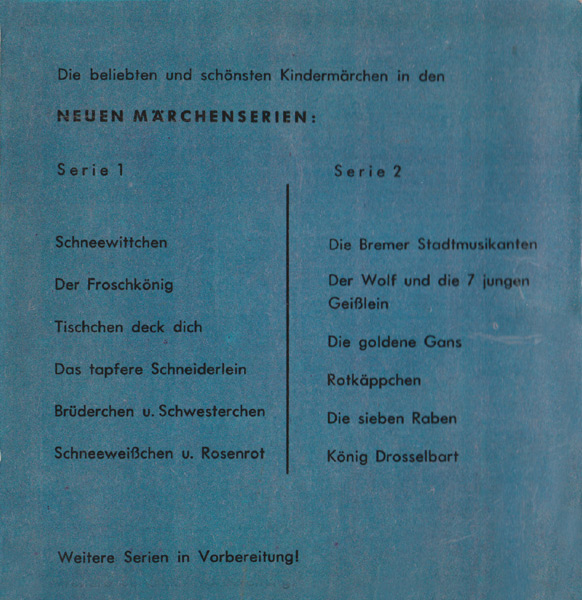 Die beliebten und schönsten Kindermärchen in den
NEUEN MÄRCHENSERIEN:
Serie 1
Schneewittchen
Der Froschkönig
Tischchen deck dich
Das tapfere Schneiderlein
Brüderchen u. Schwesterchen
Schneeweißchen u. Rosenrot
Serie 2
Die Bremer Stadtmusikanten
Der Wolf und die 7 jungen
Geißlein
Die goldene Gans
Rotkäppchen
Die sieben Raben
König Drosselbart
Weitere Serien in Vorbereitung!